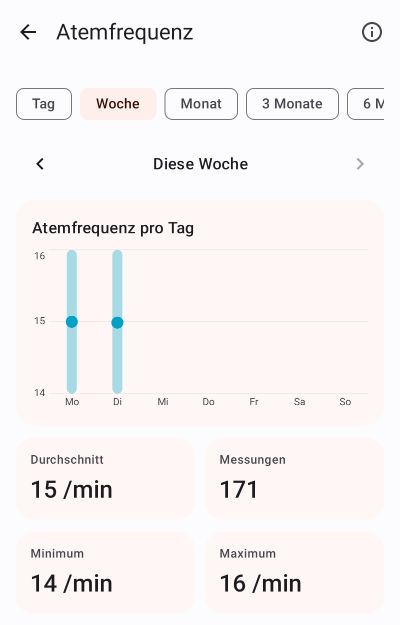 Atemfrequenz
Tag Woche Monat 3 Monate 6 M
Diese Woche
Atemfrequenz pro Tag
16
15
14
Mo Di Mi Do Fr Sa So
Durchschnitt Messungen
15 /min 171
Minimum Maximum
14 /min 16 /min